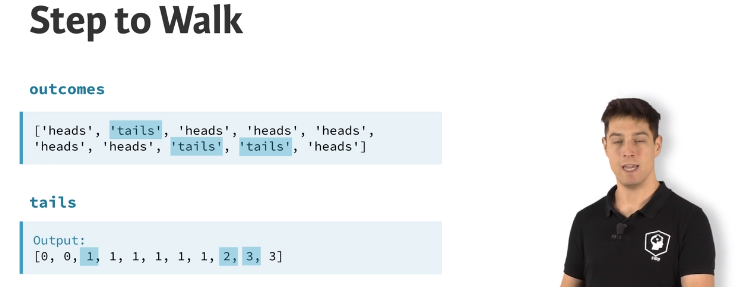 Step to Walk
outcomes
['heads', 'tails', 'heads', 'heads', 'heads',
'heads', 'heads', 'tails', 'tails', 'heads']
tails
Output:
[0, 0, 1, 1, 1, 1, 1, 1, 2, 3, 3]